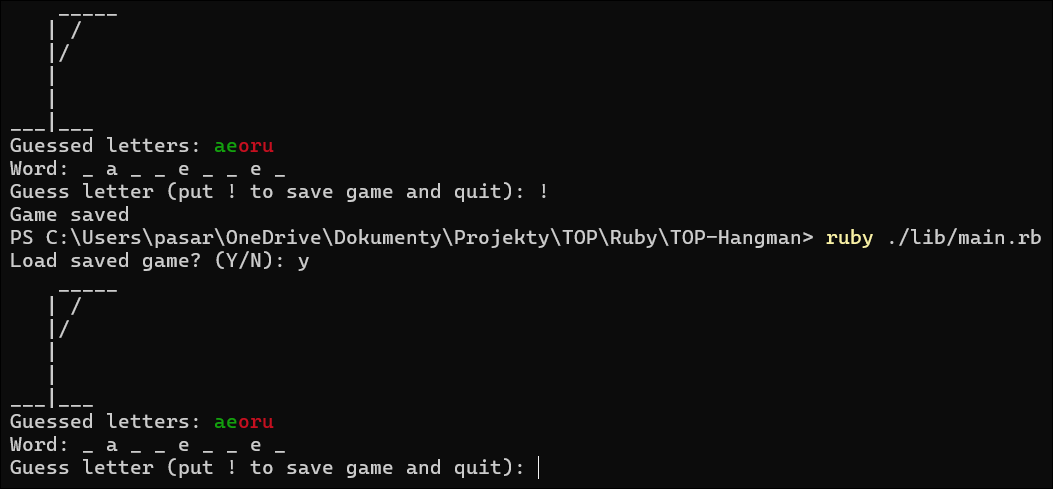 _____
   | /
   |/
   |
   |
___|___
Guessed letters: aeoru
Word: _ a _ _ e _ _ e _
Guess letter (put ! to save game and quit): !
Game saved
PS C:\Users\pasar\OneDrive\Dokumenty\Projekty\TOP\Ruby\TOP-Hangman> ruby ./lib/main.rb
Load saved game? (Y/N): y
    _____
   | /
   |/
   |
   |
___|___
Guessed letters: aeoru
Word: _ a _ _ e _ _ e _
Guess letter (put ! to save game and quit):